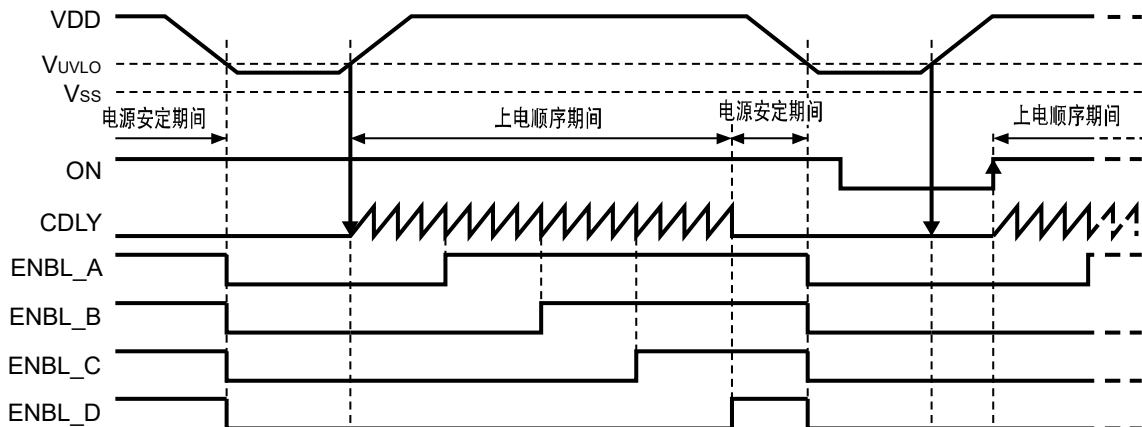 VDD
VUVLO
VSS
电源安定期间 上电顺序期间 电源安定期间 上电顺序期间
ON
CDLY
ENBL_A
ENBL_B
ENBL_C
ENBL_D